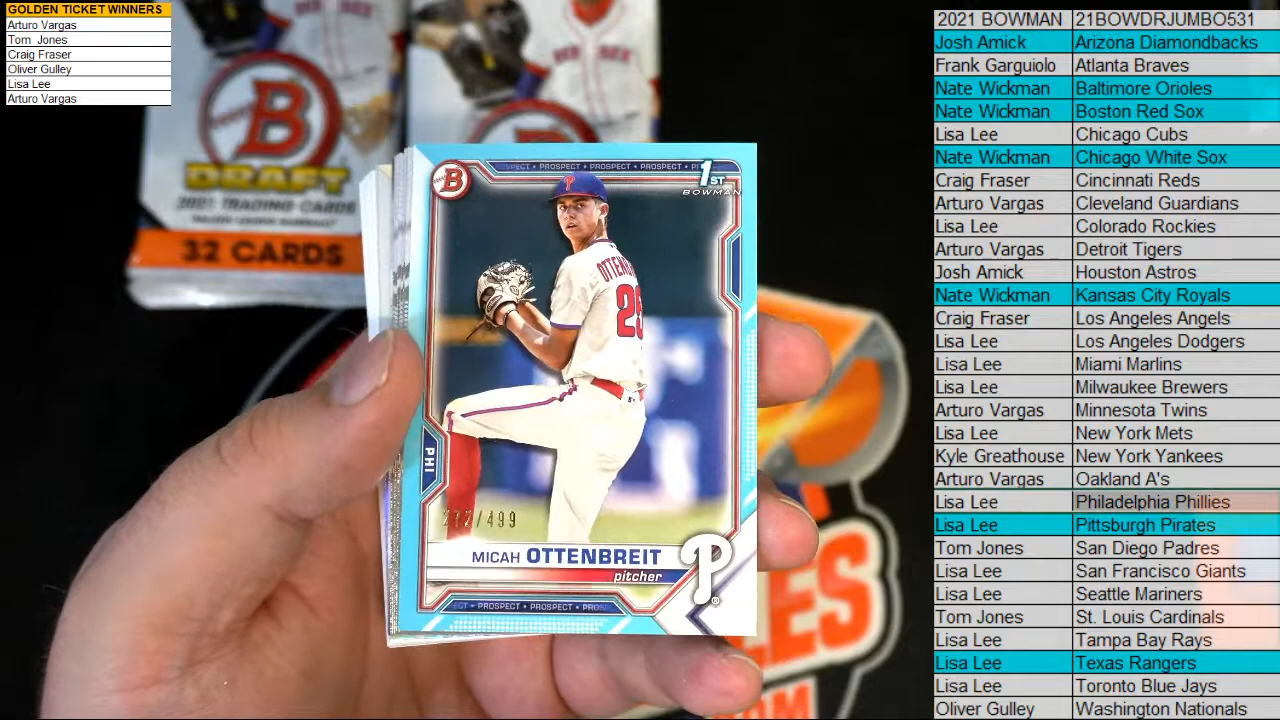 GOLDEN TICKET WINNERS
Arturo Vargas
Tom Jones
Craig Fraser
Oliver Gulley
Lisa Lee
Arturo Vargas
B
DRAFT
2021 TRADING CARDS
32 CARDS
PROSPECT • PROSPECT • PROSPECT
B
1ST
BOWMAN
28
PHI
/499
MICAH OTTENBREIT
pitcher
P
PROSPECT • PROSPECT
2021 BOWMAN 21BOWDRJUMBO531
Josh Amick Arizona Diamondbacks
Frank Garguiolo Atlanta Braves
Nate Wickman Baltimore Orioles
Nate Wickman Boston Red Sox
Lisa Lee Chicago Cubs
Nate Wickman Chicago White Sox
Craig Fraser Cincinnati Reds
Arturo Vargas Cleveland Guardians
Lisa Lee Colorado Rockies
Arturo Vargas Detroit Tigers
Josh Amick Houston Astros
Nate Wickman Kansas City Royals
Craig Fraser Los Angeles Angels
Lisa Lee Los Angeles Dodgers
Lisa Lee Miami Marlins
Lisa Lee Milwaukee Brewers
Arturo Vargas Minnesota Twins
Lisa Lee New York Mets
Kyle Greathouse New York Yankees
Arturo Vargas Oakland A's
Lisa Lee Philadelphia Phillies
Lisa Lee Pittsburgh Pirates
Tom Jones San Diego Padres
Lisa Lee San Francisco Giants
Lisa Lee Seattle Mariners
Tom Jones St. Louis Cardinals
Lisa Lee Tampa Bay Rays
Lisa Lee Texas Rangers
Lisa Lee Toronto Blue Jays
Oliver Gulley Washington Nationals